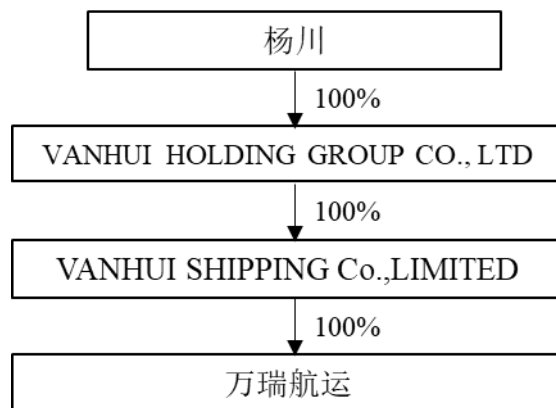 杨川
100%
VANHUI HOLDING GROUP CO., LTD
100%
VANHUI SHIPPING Co.,LIMITED
100%
万瑞航运